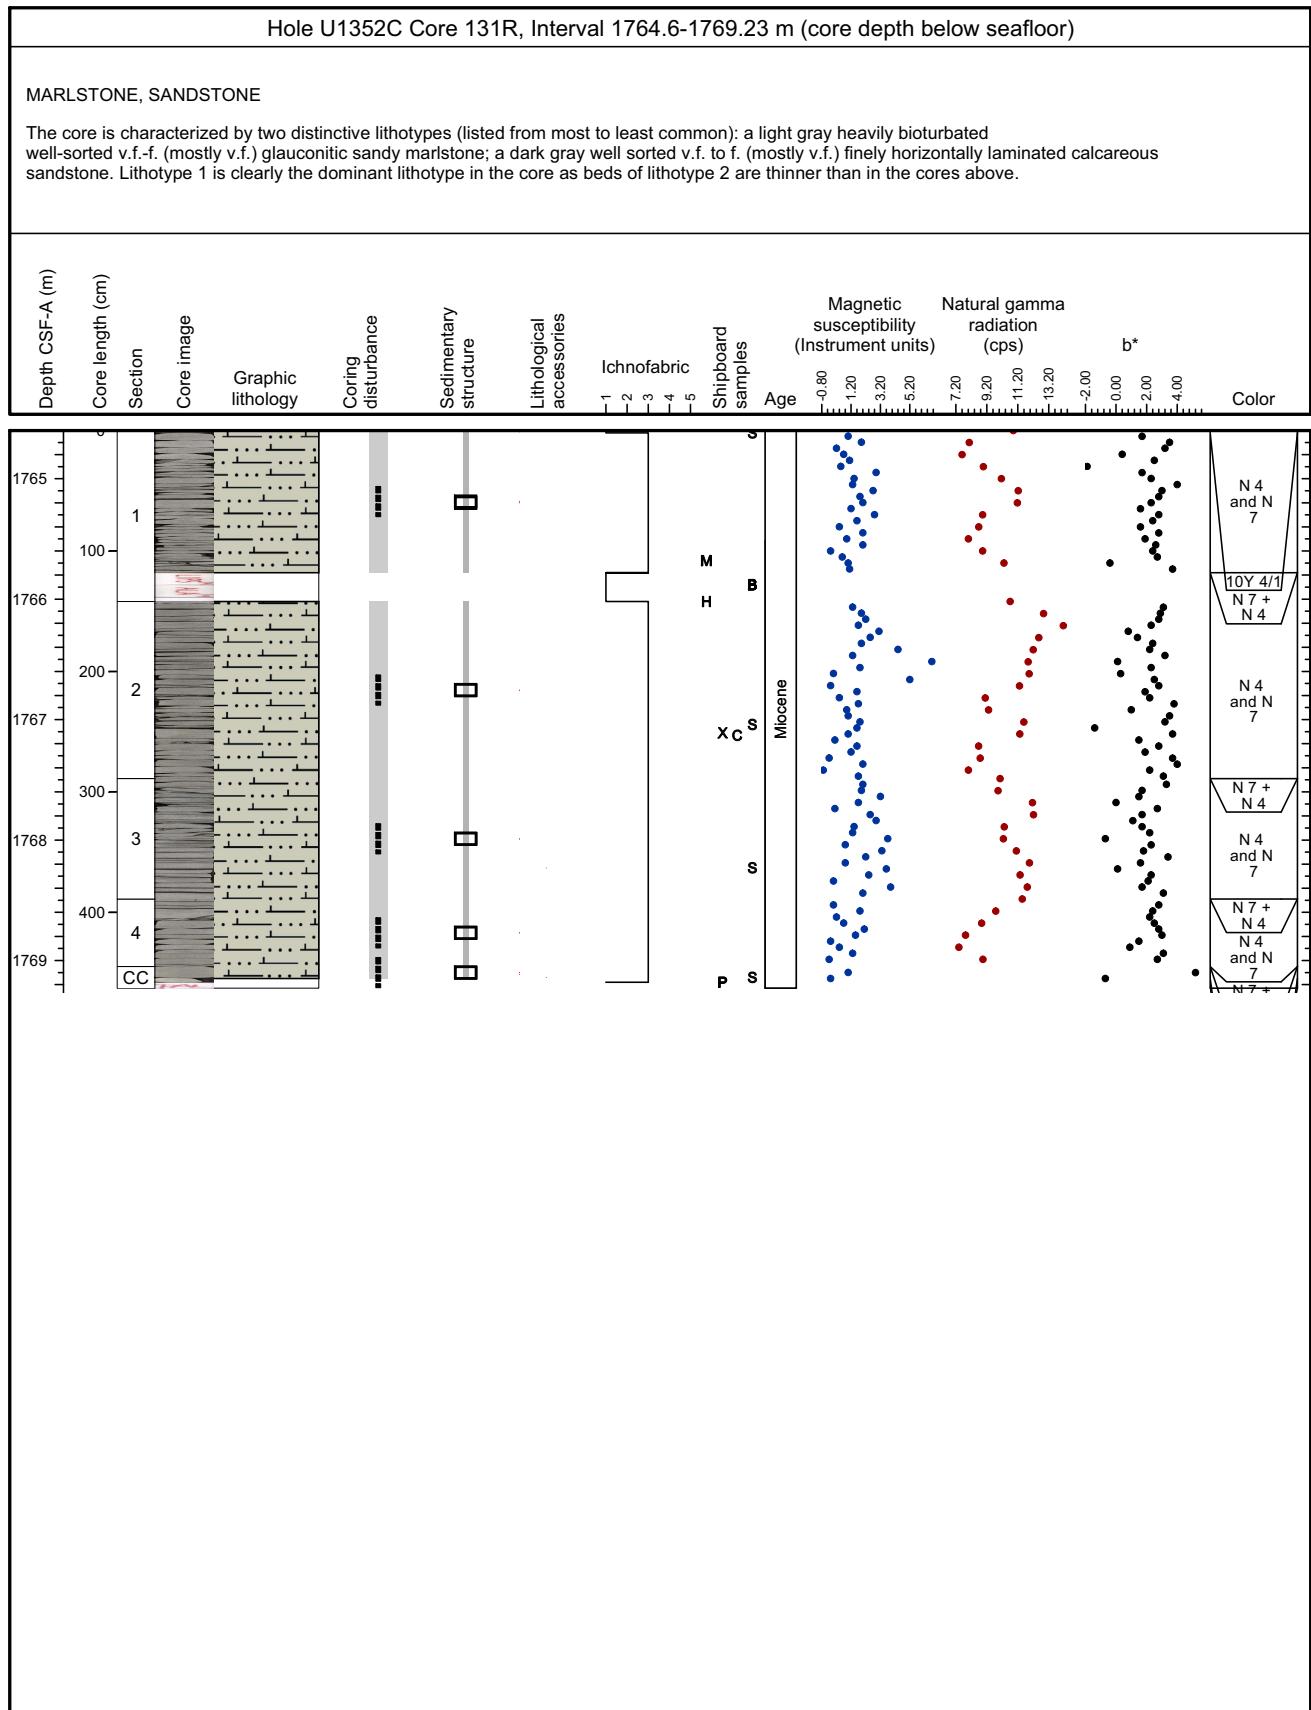 Hole U1352C Core 131R, Interval 1764.6-1769.23 m (core depth below seafloor)
MARLSTONE, SANDSTONE
The core is characterized by two distinctive lithotypes (listed from most to least common): a light gray heavily bioturbated
well-sorted v.f.-f. (mostly v.f.) glauconitic sandy marlstone; a dark gray well sorted v.f. to f. (mostly v.f.) finely horizontally laminated calcareous
sandstone. Lithotype 1 is clearly the dominant lithotype in the core as beds of lithotype 2 are thinner than in the cores above.
Depth CSF-A (m)
Core length (cm)
Section
Core image
Graphic
lithology
Coring
disturbance
Sedimentary
structure
Lithological
accessories
Ichnofabric
1 2 3 4 5
Shipboard
samples
Age
Magnetic
susceptibility
(Instrument units)
-0.80 1.20 3.20 5.20
Natural gamma
radiation
(cps)
7.20 9.20 11.20 13.20
b*
-2.00 0.00 2.00 4.00
Color
0
S
1765
N 4
and N
7
1
100
M
B
10Y 4/1
1766
H
N 7 +
N 4
200
2
N 4
and N
7
Miocene
1767
S
X C
300
N 7 +
N 4
1768
3
N 4
and N
7
S
400
N 7 +
N 4
4
N 4
and N
7
1769
CC
P
S
N 7 +